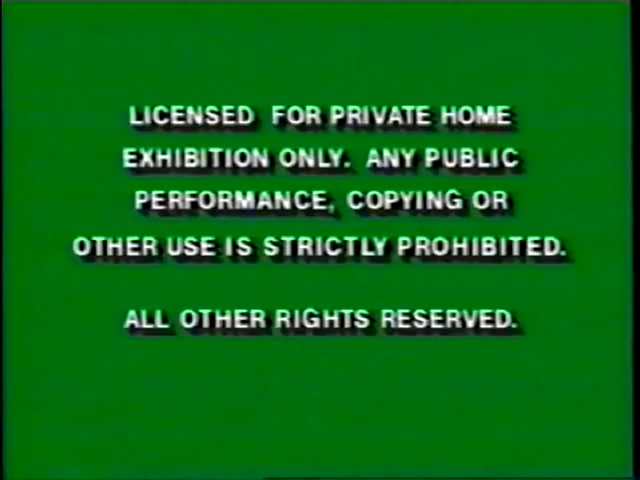 LICENSED FOR PRIVATE HOME
EXHIBITION ONLY. ANY PUBLIC
PERFORMANCE, COPYING OR
OTHER USE IS STRICTLY PROHIBITED.
ALL OTHER RIGHTS RESERVED.